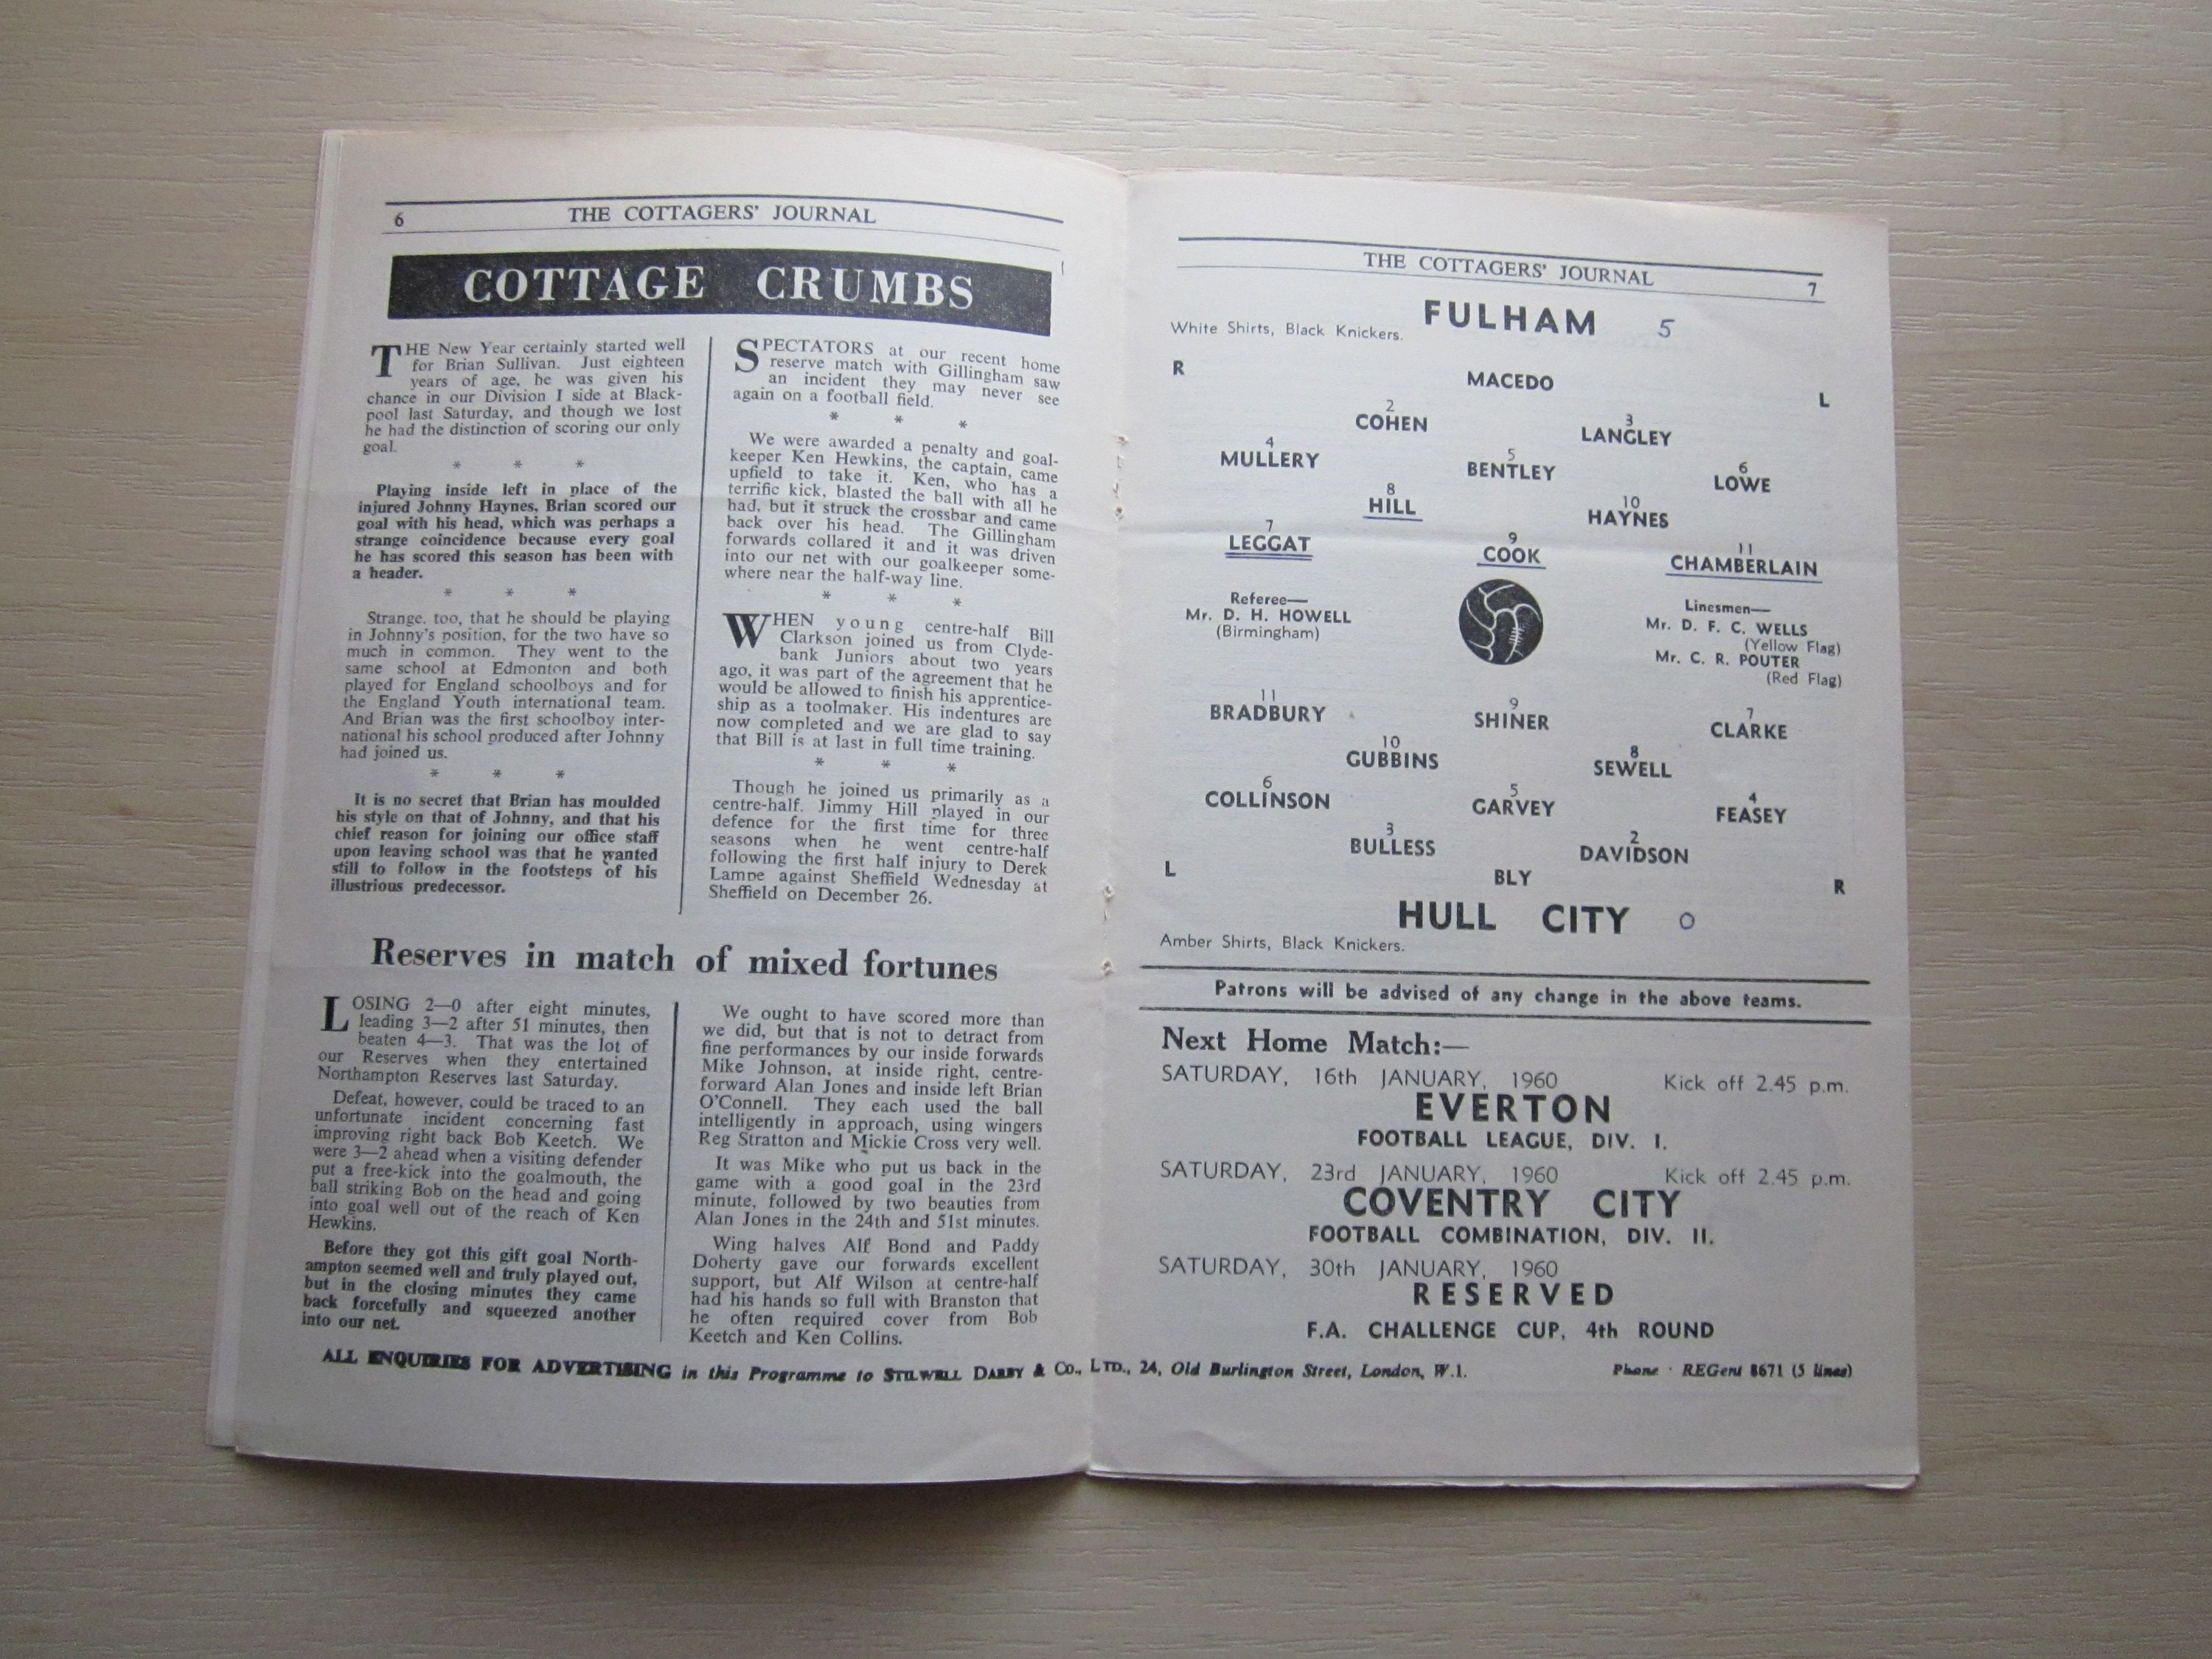 6
THE COTTAGERS' JOURNAL
COTTAGE CRUMBS
THE New Year certainly started well
for Brian Sullivan. Just eighteen
years of age, he was given his
chance in our Division I side at Black-
pool last Saturday, and though we lost
he had the distinction of scoring our only
goal.
* * *
Playing inside left in place of the
injured Johnny Haynes, Brian scored our
goal with his head, which was perhaps a
strange coincidence because every goal
he has scored this season has been with
a header.
* * *
Strange, too, that he should be playing
in Johnny's position, for the two have so
much in common. They went to the
same school at Edmonton and both
played for England schoolboys and for
the England Youth international team.
And Brian was the first schoolboy inter-
national his school produced after Johnny
had joined us.
* * *
It is no secret that Brian has moulded
his style on that of Johnny, and that his
chief reason for joining our office staff
upon leaving school was that he wanted
still to follow in the footsteps of his
illustrious predecessor.
SPECTATORS at our recent home
reserve match with Gillingham saw
an incident they may never see
again on a football field.
* * *
We were awarded a penalty and goal-
keeper Ken Hewkins, the captain, came
upfield to take it. Ken, who has a
terrific kick, blasted the ball with all he
had, but it struck the crossbar and came
back over his head. The Gillingham
forwards collared it and it was driven
into our net with our goalkeeper some-
where near the half-way line.
* * *
WHEN young centre-half Bill
Clarkson joined us from Clyde-
bank Juniors about two years
ago, it was part of the agreement that he
would be allowed to finish his apprentice-
ship as a toolmaker. His indentures are
now completed and we are glad to say
that Bill is at last in full time training.
* * *
Though he joined us primarily as a
centre-half. Jimmy Hill played in our
defence for the first time for three
seasons when he went centre-half
following the first half injury to Derek
Lampe against Sheffield Wednesday at
Sheffield on December 26.
Reserves in match of mixed fortunes
LOSING 2—0 after eight minutes,
leading 3—2 after 51 minutes, then
beaten 4—3. That was the lot of
our Reserves when they entertained
Northampton Reserves last Saturday.
Defeat, however, could be traced to an
unfortunate incident concerning fast
improving right back Bob Keetch. We
were 3—2 ahead when a visiting defender
put a free-kick into the goalmouth, the
ball striking Bob on the head and going
into goal well out of the reach of Ken
Hewkins.
Before they got this gift goal North-
ampton seemed well and truly played out,
but in the closing minutes they came
back forcefully and squeezed another
into our net.
We ought to have scored more than
we did, but that is not to detract from
fine performances by our inside forwards
Mike Johnson, at inside right, centre-
forward Alan Jones and inside left Brian
O'Connell. They each used the ball
intelligently in approach, using wingers
Reg Stratton and Mickie Cross very well.
It was Mike who put us back in the
game with a good goal in the 23rd
minute, followed by two beauties from
Alan Jones in the 24th and 51st minutes.
Wing halves Alf Bond and Paddy
Doherty gave our forwards excellent
support, but Alf Wilson at centre-half
had his hands so full with Branston that
he often required cover from Bob
Keetch and Ken Collins.
THE COTTAGERS' JOURNAL
7
FULHAM 5
White Shirts, Black Knickers.
R
MACEDO
L
2 3
COHEN LANGLEY
4 5 6
MULLERY BENTLEY LOWE
8 10
HILL HAYNES
7 9 11
LEGGAT COOK CHAMBERLAIN
Referee—
Mr. D. H. HOWELL
(Birmingham)
Linesmen—
Mr. D. F. C. WELLS
(Yellow Flag)
Mr. C. R. POUTER
(Red Flag)
11 9 7
BRADBURY SHINER CLARKE
10 8
GUBBINS SEWELL
6 5 4
COLLINSON GARVEY FEASEY
3 2
BULLESS DAVIDSON
L
BLY
R
HULL CITY 0
Amber Shirts, Black Knickers.
Patrons will be advised of any change in the above teams.
Next Home Match:—
SATURDAY, 16th JANUARY, 1960 Kick off 2.45 p.m.
EVERTON
FOOTBALL LEAGUE, DIV. I.
SATURDAY, 23rd JANUARY, 1960 Kick off 2.45 p.m.
COVENTRY CITY
FOOTBALL COMBINATION, DIV. II.
SATURDAY, 30th JANUARY, 1960
RESERVED
F.A. CHALLENGE CUP, 4th ROUND
ALL ENQUIRIES FOR ADVERTISING in this Programme to STILWELL DARBY & CO., LTD., 24, Old Burlington Street, London, W.1. Phone · REGent 8671 (5 lines)